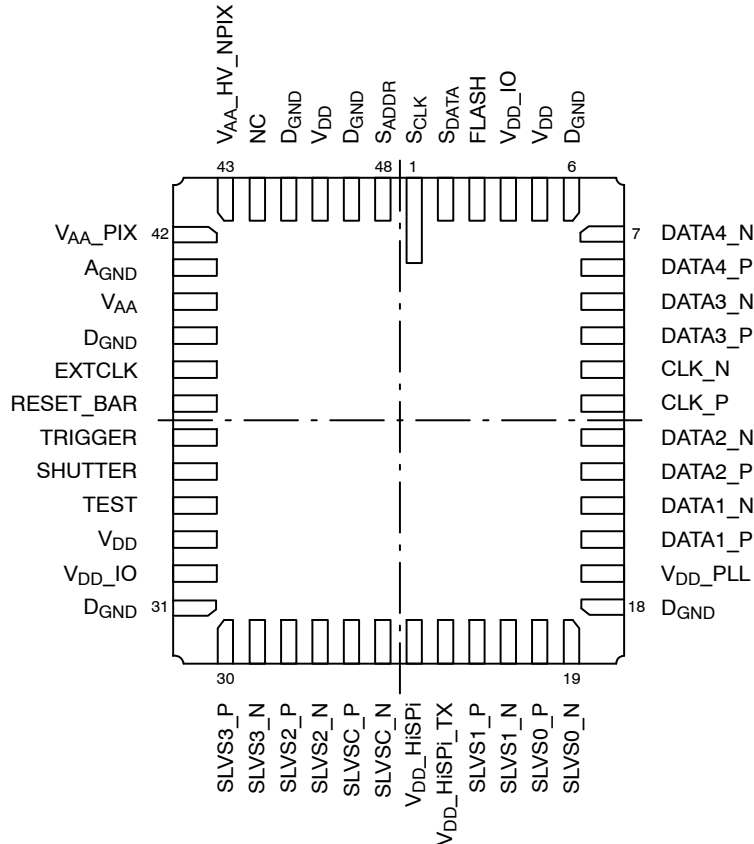 VAA_HV_NPIX
NC
DGND
VDD
DGND
SADDR
SCLK
SDATA
FLASH
VDD_IO
VDD
DGND
43
48
1
6
VAA_PIX
42
AGND
VAA
DGND
EXTCLK
RESET_BAR
TRIGGER
SHUTTER
TEST
VDD
VDD_IO
DGND
31
7
DATA4_N
DATA4_P
DATA3_N
DATA3_P
CLK_N
CLK_P
DATA2_N
DATA2_P
DATA1_N
DATA1_P
VDD_PLL
18
DGND
30
19
SLVS3_P
SLVS3_N
SLVS2_P
SLVS2_N
SLVSC_P
SLVSC_N
VDD_HiSPi
VDD_HiSPi_TX
SLVS1_P
SLVS1_N
SLVS0_P
SLVS0_N